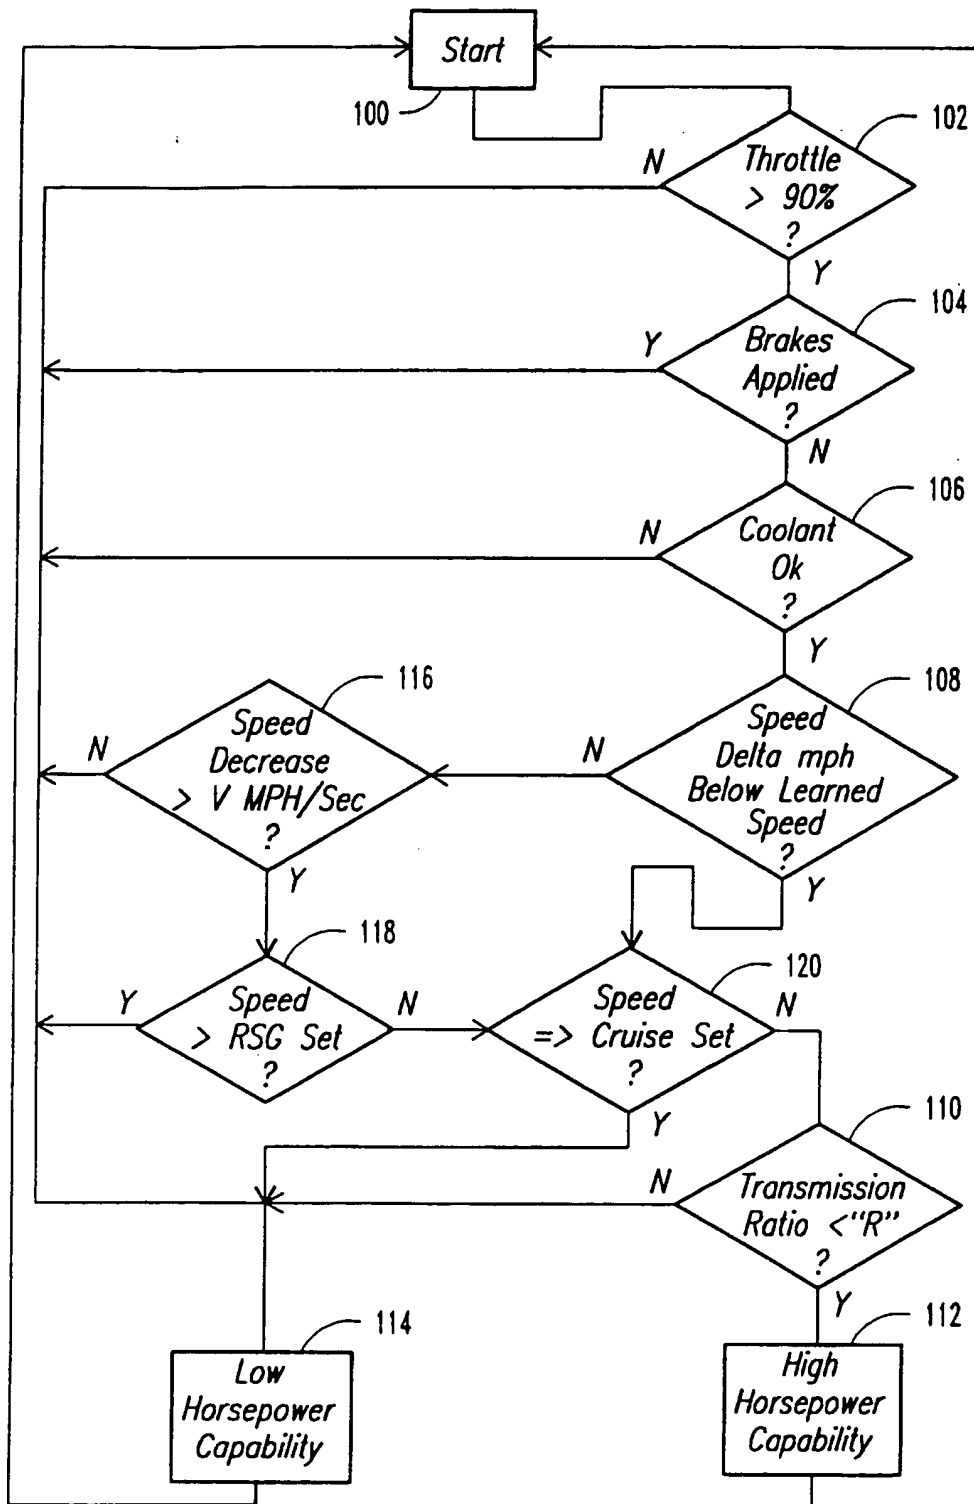 Start
100
102
N
Throttle
> 90%
?
Y
104
Y
Brakes
Applied
?
N
106
N
Coolant
Ok
?
Y
116
108
N
Speed
Decrease
> V MPH/Sec
?
Y
N
Speed
Delta mph
Below Learned
Speed
?
Y
118
Y
Speed
> RSG Set
?
N
120
Speed
=> Cruise Set
?
N
Y
110
N
Transmission
Ratio <"R"
?
Y
114
Low
Horsepower
Capability
112
High
Horsepower
Capability